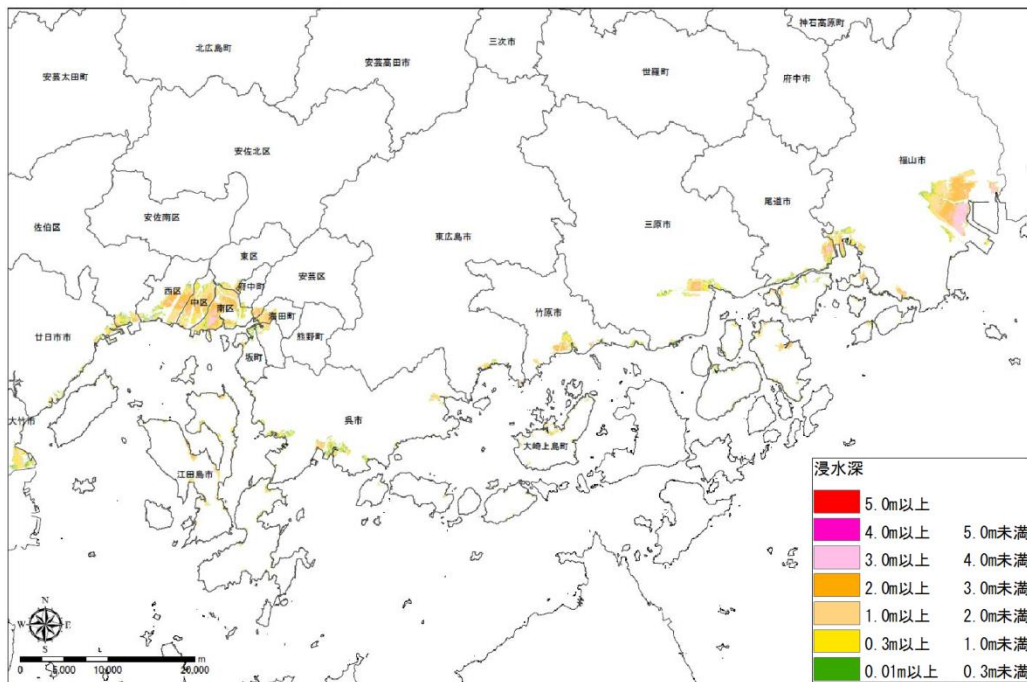 神石高原町
三次市
北広島町
安芸高田市
安芸太田町
世羅町
府中市
安佐北区
福山市
安佐南区
尾道市
佐伯区
三原市
東広島市
東区
安芸区
西区
府中町
中区
南区
海田町
竹原市
廿日市市
熊野町
坂町
大竹市
呉市
大崎上島町
江田島市
浸水深
5.0m以上
4.0m以上 5.0m未満
3.0m以上 4.0m未満
2.0m以上 3.0m未満
1.0m以上 2.0m未満
0.3m以上 1.0m未満
0.01m以上 0.3m未満
N
W E
S
0 5,000 10,000 20,000 m